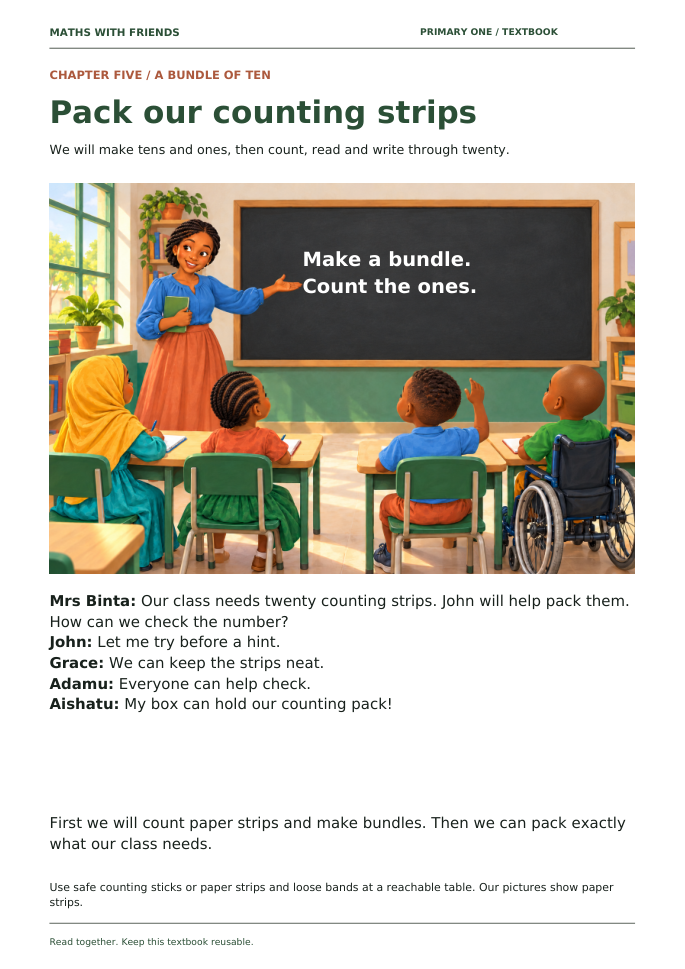 MATHS WITH FRIENDS
PRIMARY ONE / TEXTBOOK
CHAPTER FIVE / A BUNDLE OF TEN
Pack our counting strips
We will make tens and ones, then count, read and write through twenty.
Make a bundle.
Count the ones.
Mrs Binta: Our class needs twenty counting strips. John will help pack them.
How can we check the number?
John: Let me try before a hint.
Grace: We can keep the strips neat.
Adamu: Everyone can help check.
Aishatu: My box can hold our counting pack!
First we will count paper strips and make bundles. Then we can pack exactly
what our class needs.
Use safe counting sticks or paper strips and loose bands at a reachable table. Our pictures show paper
strips.
Read together. Keep this textbook reusable.